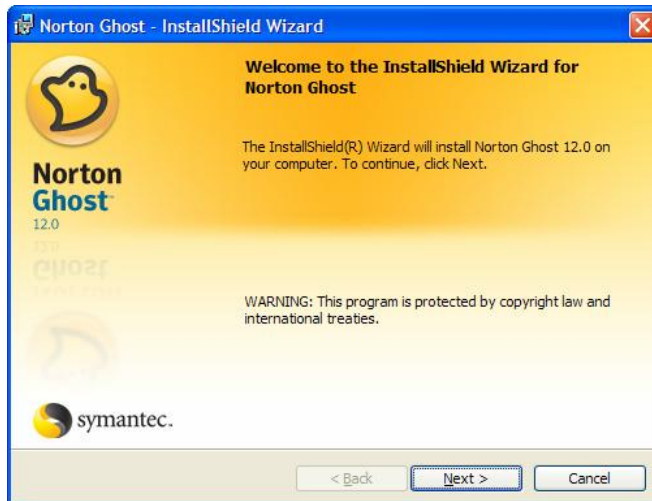 Norton Ghost - InstallShield Wizard
Welcome to the InstallShield Wizard for
Norton Ghost
The InstallShield(R) Wizard will install Norton Ghost 12.0 on
your computer. To continue, click Next.
Norton
Ghost
12.0
WARNING: This program is protected by copyright law and
international treaties.
symantec.
< Back
Next >
Cancel